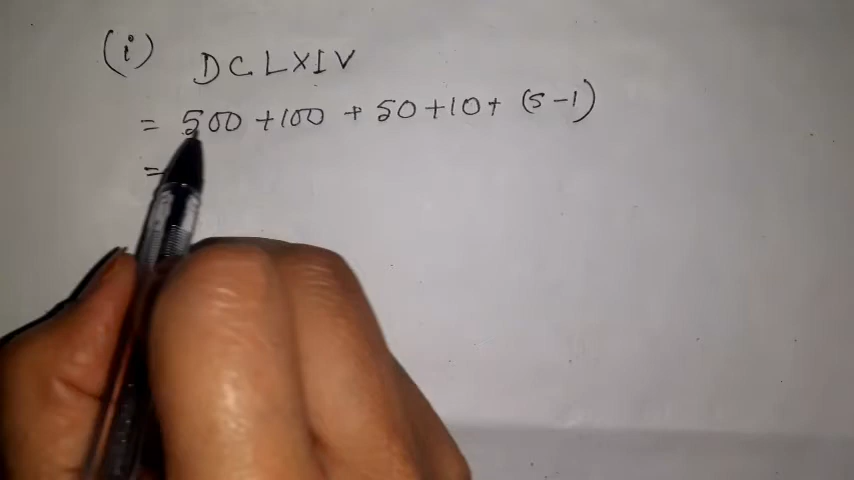 (i) DCLXIV
= 500 + 100 + 50 + 10 + (5 - 1)
=